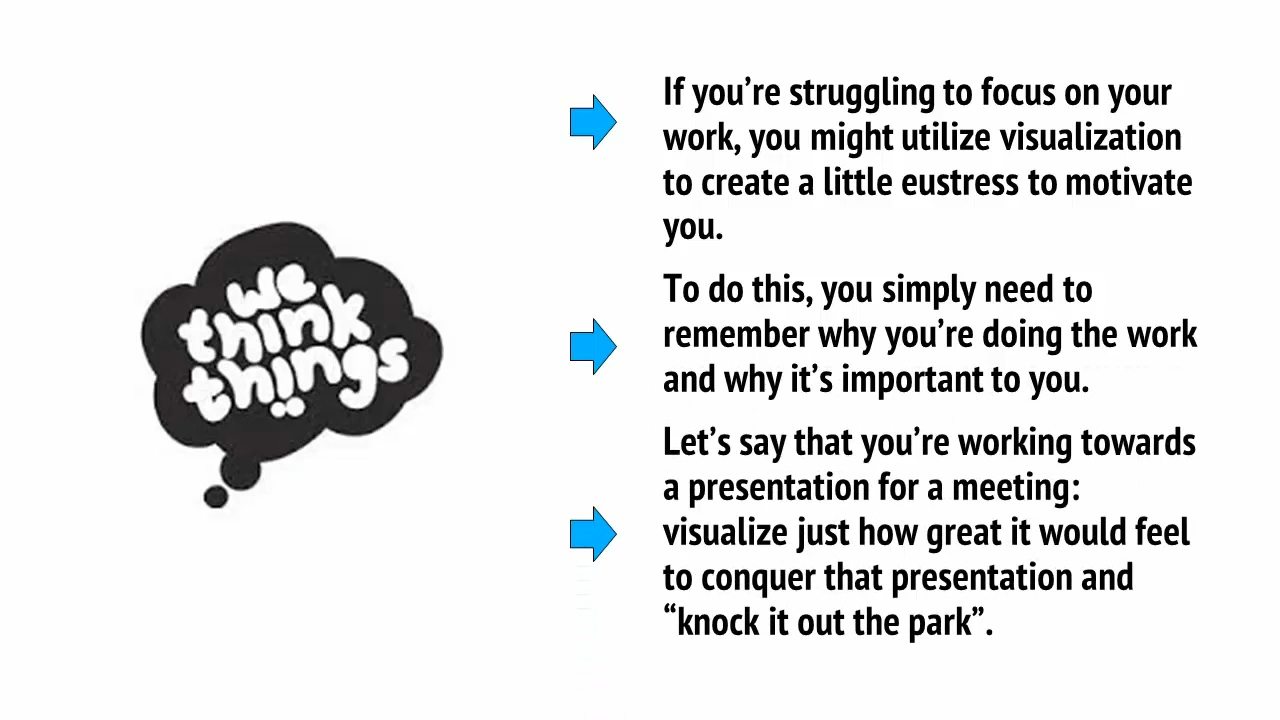 we
think
things
If you’re struggling to focus on your
work, you might utilize visualization
to create a little eustress to motivate
you.
To do this, you simply need to
remember why you’re doing the work
and why it’s important to you.
Let’s say that you’re working towards
a presentation for a meeting:
visualize just how great it would feel
to conquer that presentation and
“knock it out the park”.